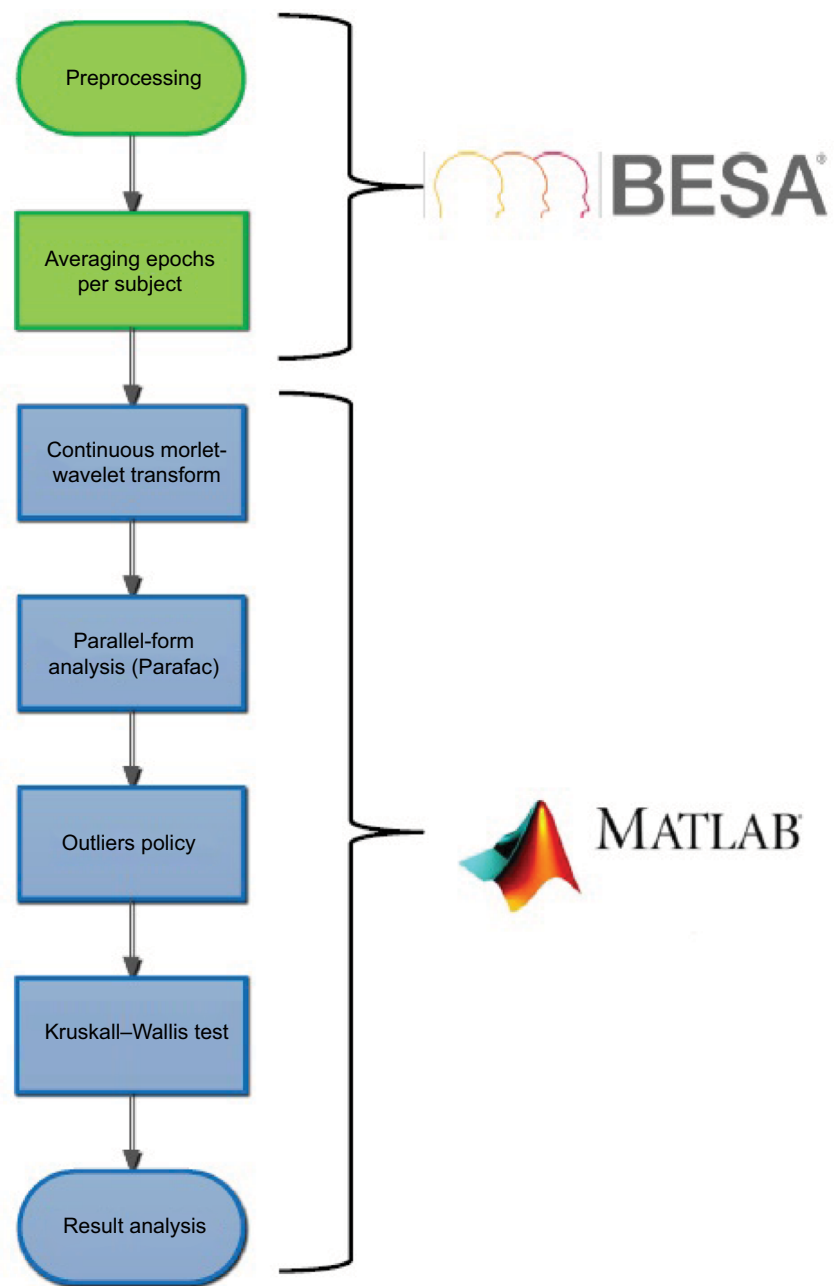 Preprocessing
BESA®
Averaging epochs
per subject
Continuous morlet-
wavelet transform
Parallel-form
analysis (Parafac)
Outliers policy
MATLAB®
Kruskall–Wallis test
Result analysis